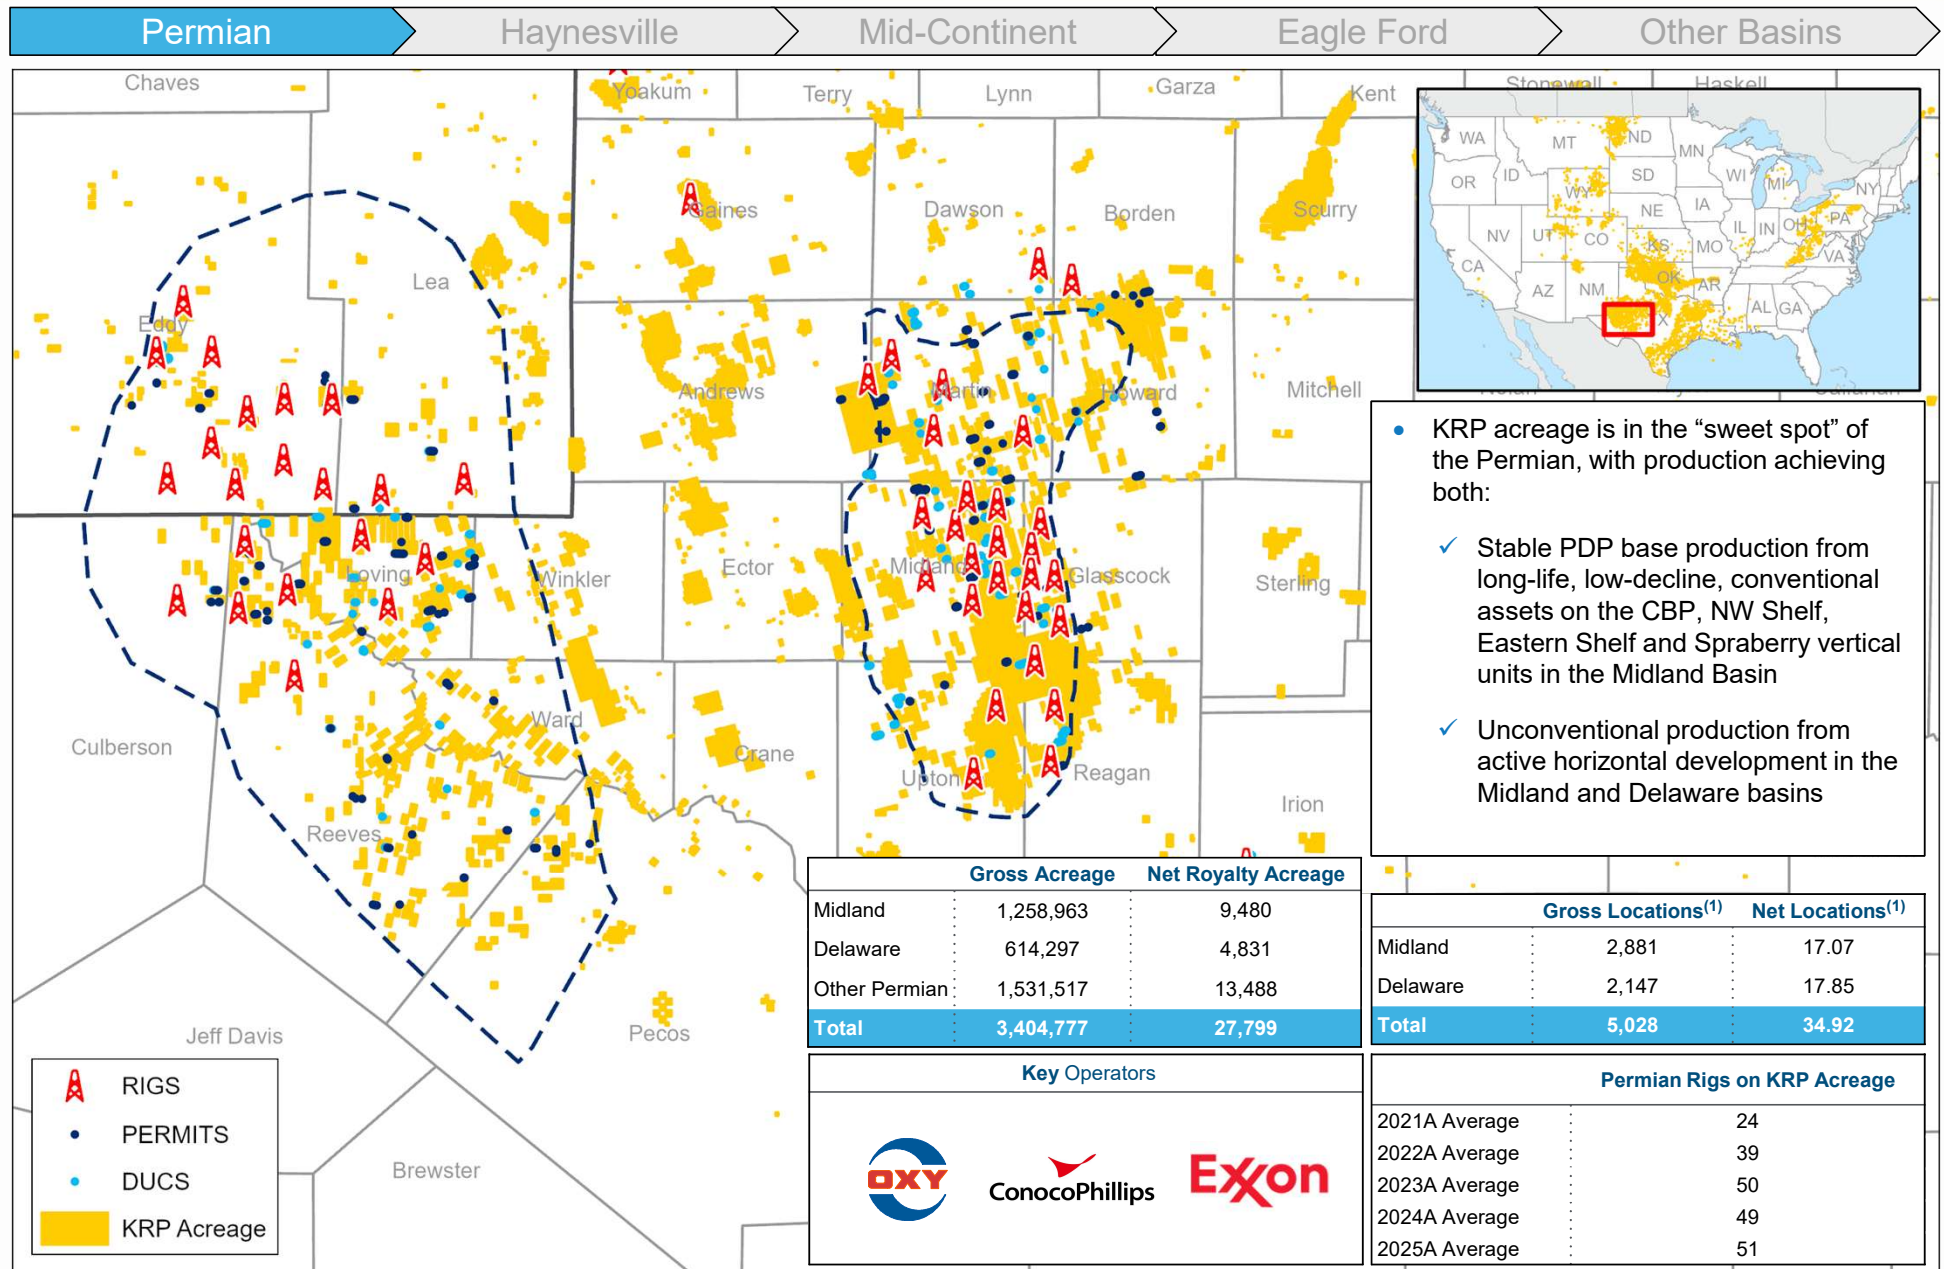 Permian
Haynesville
Mid-Continent
Eagle Ford
Other Basins
Chaves
Yoakum
Terry
Lynn
Garza
Kent
Stonewall
Haskell
Lea
Eddy
Gaines
Dawson
Borden
Scurry
Andrews
Martin
Howard
Mitchell
Loving
Winkler
Ector
Midland
Glasscock
Sterling
Culberson
Ward
Crane
Upton
Reagan
Irion
Reeves
Jeff Davis
Pecos
Brewster
WA
MT
ND
MN
OR
ID
SD
WI
MI
NY
WY
NE
IA
NV
UT
CO
KS
MO
IL
IN
OH
PA
VA
CA
AZ
NM
OK
AR
AL
GA
X
• KRP acreage is in the “sweet spot” of
the Permian, with production achieving
both:
✓ Stable PDP base production from
long-life, low-decline, conventional
assets on the CBP, NW Shelf,
Eastern Shelf and Spraberry vertical
units in the Midland Basin
✓ Unconventional production from
active horizontal development in the
Midland and Delaware basins
Gross Acreage Net Royalty Acreage
Midland 1,258,963 9,480
Delaware 614,297 4,831
Other Permian 1,531,517 13,488
Total 3,404,777 27,799
Gross Locations(1) Net Locations(1)
Midland 2,881 17.07
Delaware 2,147 17.85
Total 5,028 34.92
RIGS
PERMITS
DUCS
KRP Acreage
Key Operators
OXY
ConocoPhillips
Exxon
Permian Rigs on KRP Acreage
2021A Average 24
2022A Average 39
2023A Average 50
2024A Average 49
2025A Average 51